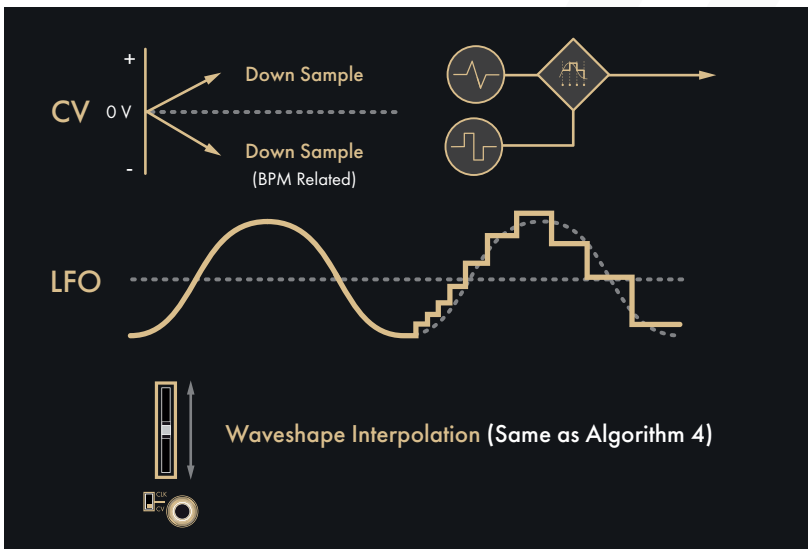 +
Down Sample
CV 0 V
Down Sample
(BPM Related)
-
LFO
Waveshape Interpolation (Same as Algorithm 4)
CLK
CV